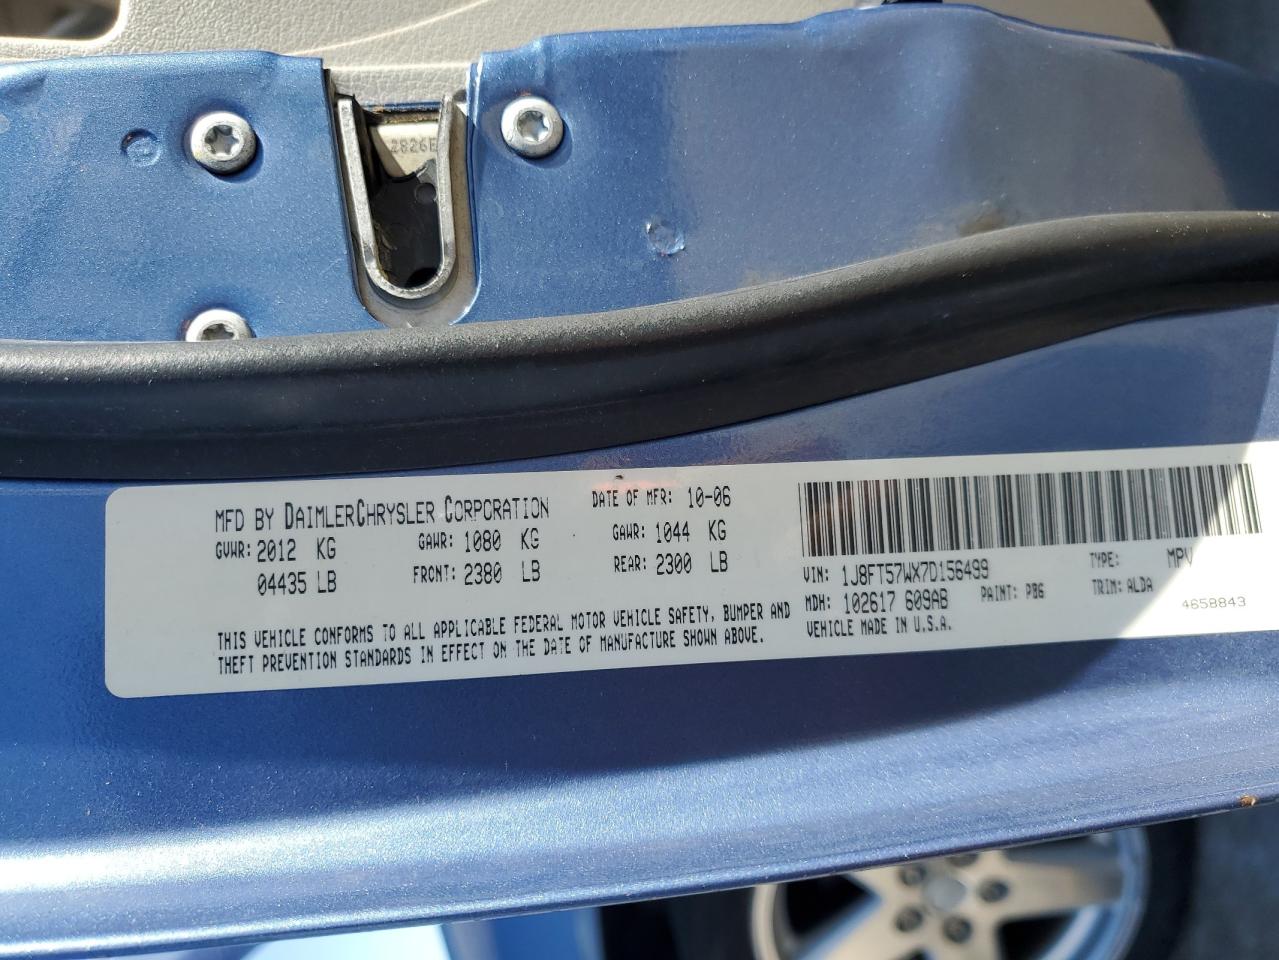 2826E
MFD BY DAIMLERCHRYSLER CORPORATION DATE OF MFR: 10-06
GVWR: 2012 KG GAWR: 1080 KG GAWR: 1044 KG
04435 LB FRONT: 2380 LB REAR: 2300 LB
THIS VEHICLE CONFORMS TO ALL APPLICABLE FEDERAL MOTOR VEHICLE SAFETY, BUMPER AND
THEFT PREVENTION STANDARDS IN EFFECT ON THE DATE OF MANUFACTURE SHOWN ABOVE.
VIN: 1J8FT57WX7D156499 TYPE: MPV
MDH: 102617 609AB PAINT: PB6 TRIM: ALDA
VEHICLE MADE IN U.S.A. 4658843